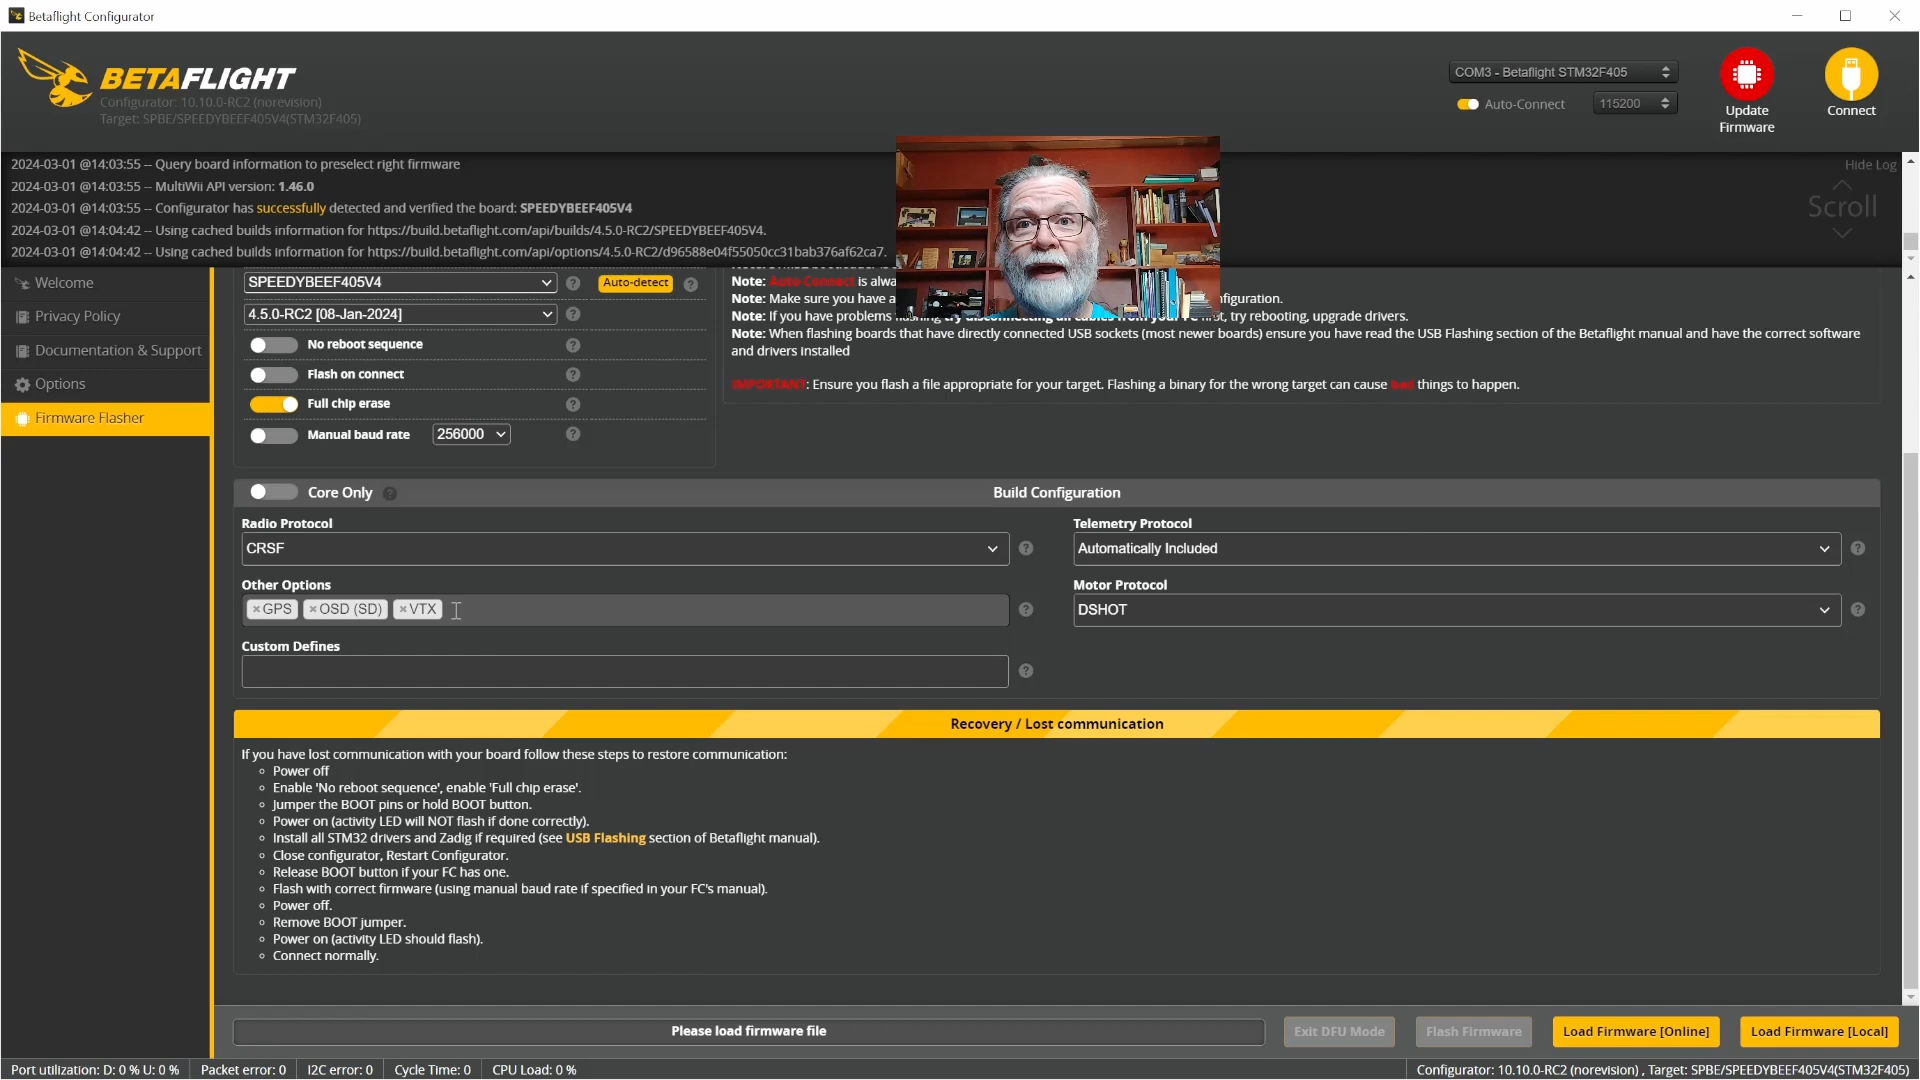 Betaflight Configurator
BETAFLIGHT
Configurator: 10.10.0-RC2 (norevision)
Target: SPBE/SPEEDYBEEF405V4(STM32F405)
COM3 - Betaflight STM32F405
Auto-Connect
115200
Update
Firmware
Connect
2024-03-01 @14:03:55 -- Query board information to preselect right firmware
2024-03-01 @14:03:55 -- MultiWii API version: 1.46.0
2024-03-01 @14:03:55 -- Configurator has successfully detected and verified the board: SPEEDYBEEF405V4
2024-03-01 @14:04:42 -- Using cached builds information for https://build.betaflight.com/api/builds/4.5.0-RC2/SPEEDYBEEF405V4.
2024-03-01 @14:04:42 -- Using cached builds information for https://build.betaflight.com/api/options/4.5.0-RC2/d96588e04f55050cc31bab376af62ca7.
Hide Log
Scroll
Welcome
Privacy Policy
Documentation & Support
Options
Firmware Flasher
SPEEDYBEEF405V4
Auto-detect
4.5.0-RC2 [08-Jan-2024]
No reboot sequence
Flash on connect
Full chip erase
Manual baud rate
256000
Note: Auto-Connect is alwa
Note: Make sure you have a nfiguration.
Note: If you have problems flashing try disconnecting all cables from your FC first, try rebooting, upgrade drivers.
Note: When flashing boards that have directly connected USB sockets (most newer boards) ensure you have read the USB Flashing section of the Betaflight manual and have the correct software
and drivers installed
IMPORTANT: Ensure you flash a file appropriate for your target. Flashing a binary for the wrong target can cause bad things to happen.
Core Only
Build Configuration
Radio Protocol
CRSF
Telemetry Protocol
Automatically Included
Other Options
×GPS ×OSD (SD) ×VTX
Motor Protocol
DSHOT
Custom Defines
Recovery / Lost communication
If you have lost communication with your board follow these steps to restore communication:
Power off
Enable 'No reboot sequence', enable 'Full chip erase'.
Jumper the BOOT pins or hold BOOT button.
Power on (activity LED will NOT flash if done correctly).
Install all STM32 drivers and Zadig if required (see USB Flashing section of Betaflight manual).
Close configurator, Restart Configurator.
Release BOOT button if your FC has one.
Flash with correct firmware (using manual baud rate if specified in your FC's manual).
Power off.
Remove BOOT jumper.
Power on (activity LED should flash).
Connect normally.
Please load firmware file
Exit DFU Mode
Flash Firmware
Load Firmware [Online]
Load Firmware [Local]
Port utilization: D: 0 % U: 0 %
Packet error: 0
I2C error: 0
Cycle Time: 0
CPU Load: 0 %
Configurator: 10.10.0-RC2 (norevision) , Target: SPBE/SPEEDYBEEF405V4(STM32F405)